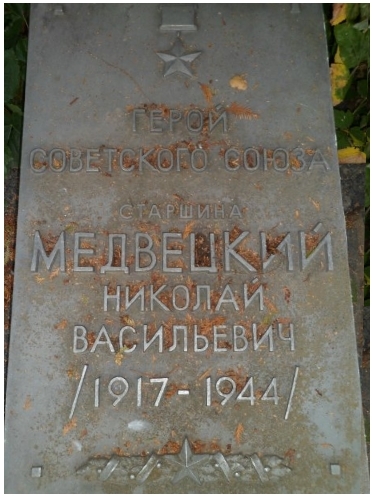 ГЕРОЙ
СОВЕТСКОГО СОЮЗА
СТАРШИНА
МЕДВЕЦКИЙ
НИКОЛАЙ
ВАСИЛЬЕВИЧ
/1917-1944/